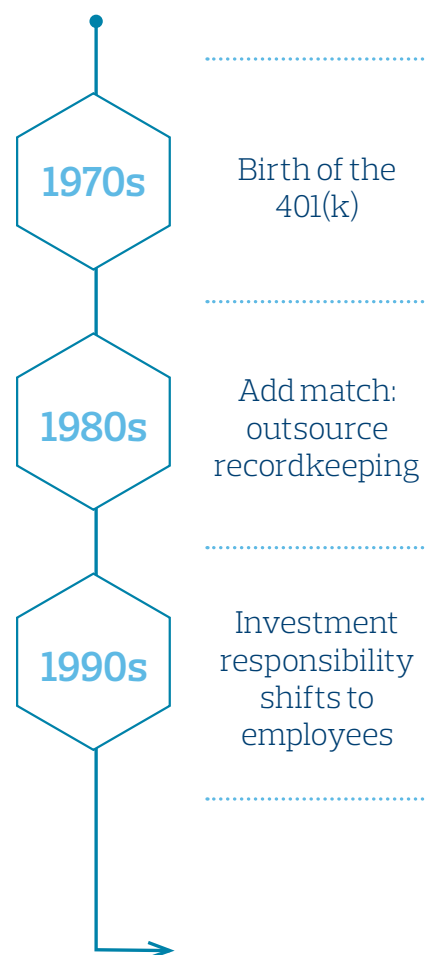 1970s
Birth of the
401(k)
1980s
Add match:
outsource
recordkeeping
1990s
Investment
responsibility
shifts to
employees